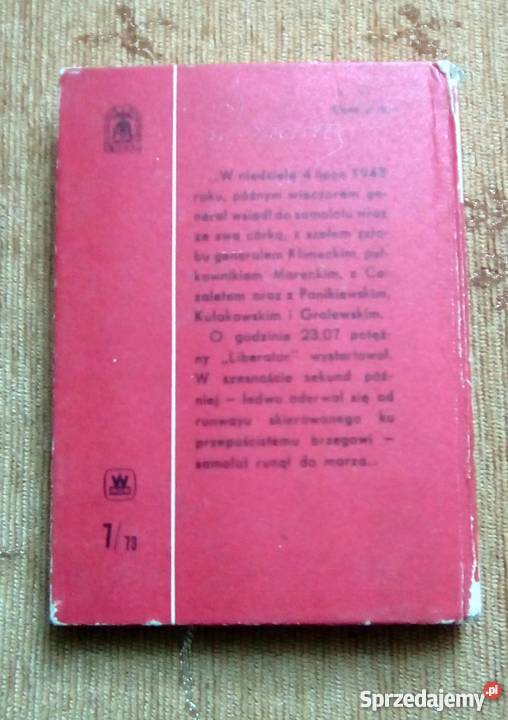 „W niedzielę 4 lipca 1943
roku, późnym wieczorem ge-
nerał wsiadł do samolotu wraz
ze swą córką, z szefem szta-
bu generałem Klimeckim, puł-
kownikiem Mareckim, z Ca-
zaletem oraz z Panikiewskim,
Kułakowskim i Gralewskim.
O godzinie 23.07 potęż-
ny „Liberator" wystartował.
W szesnaście sekund póź-
niej — ledwo oderwał się od
runwayu skierowanego ku
przepaścistemu brzegowi —
samolot runął do morza...
7/73
Sprzedajemy.pl